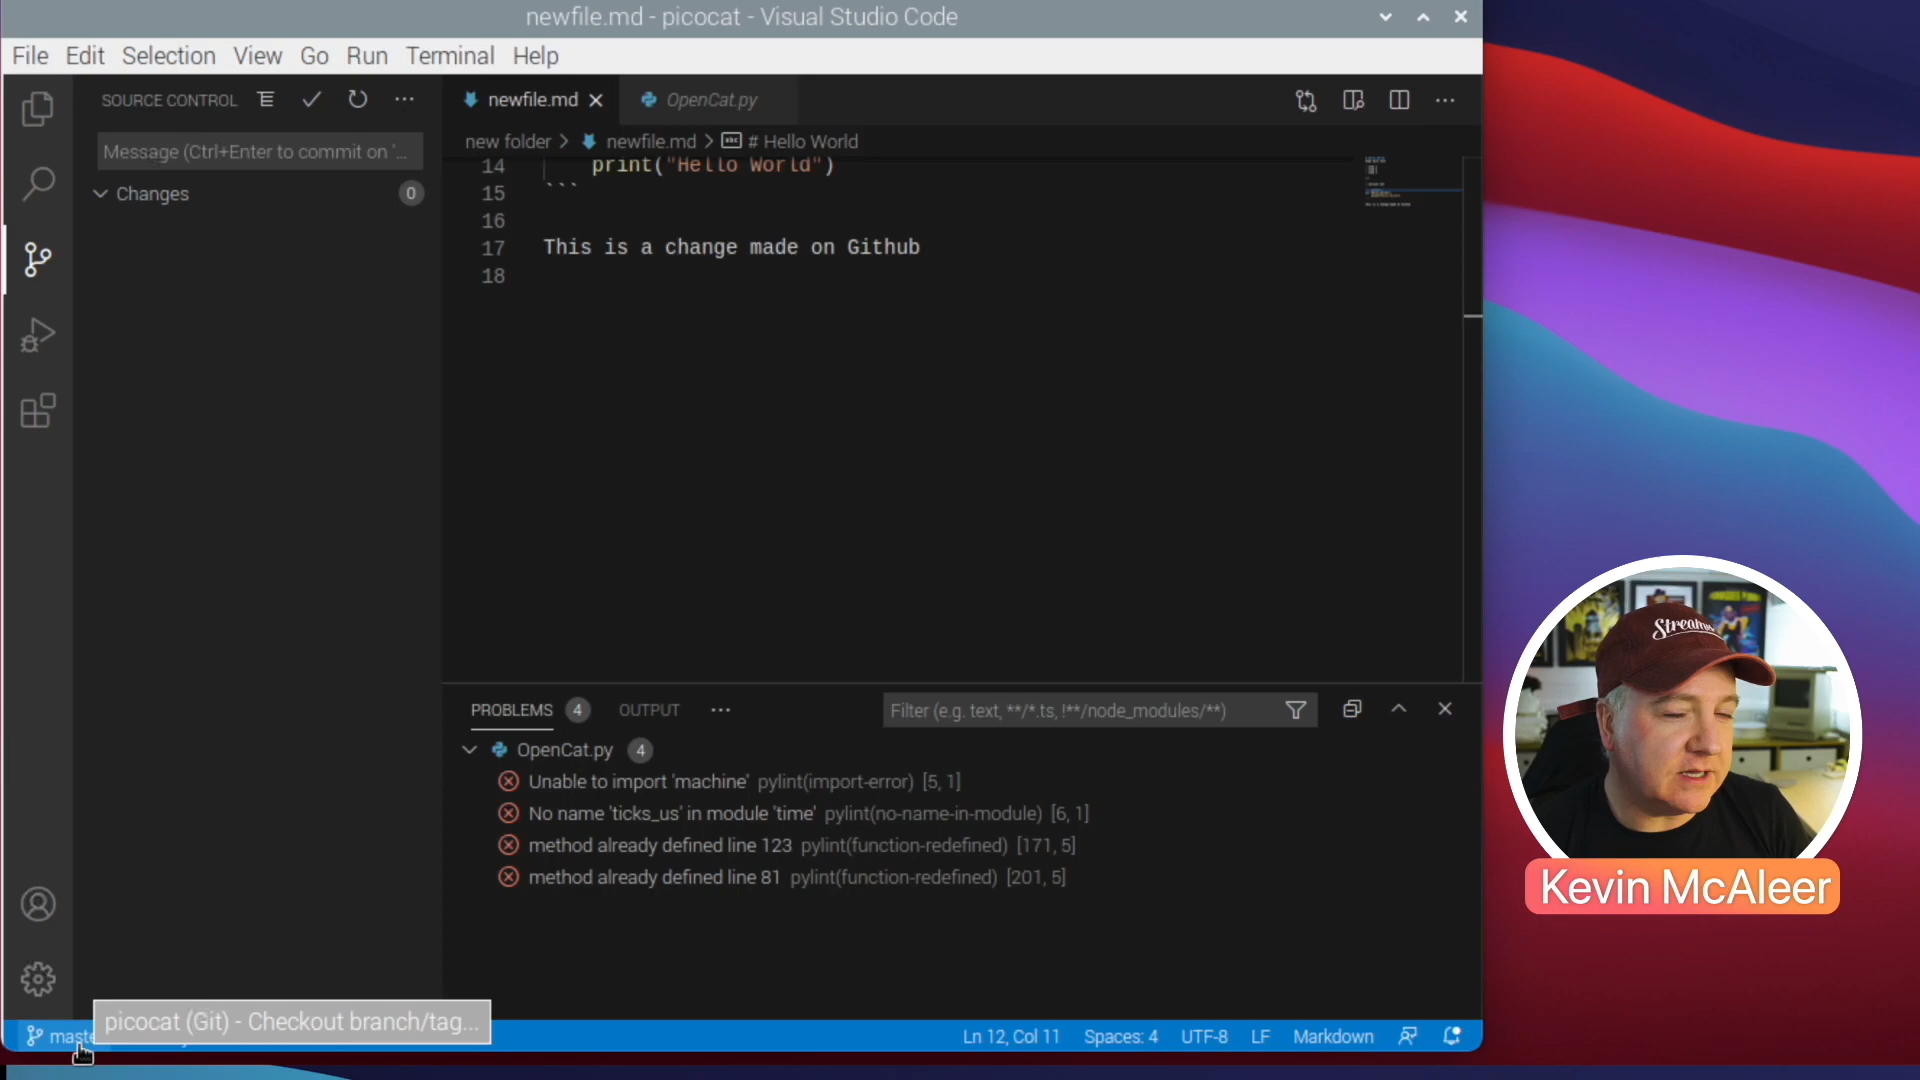 newfile.md - picocat - Visual Studio Code
File Edit Selection View Go Run Terminal Help
SOURCE CONTROL
newfile.md
OpenCat.py
Message (Ctrl+Enter to commit on '...
new folder > newfile.md > # Hello World
Changes 0
14 print("Hello World")
15 ```
16
17 This is a change made on Github
18
PROBLEMS 4 OUTPUT
Filter (e.g. text, **/*.ts, !**/node_modules/**)
OpenCat.py 4
Unable to import 'machine' pylint(import-error) [5, 1]
No name 'ticks_us' in module 'time' pylint(no-name-in-module) [6, 1]
method already defined line 123 pylint(function-redefined) [171, 5]
method already defined line 81 pylint(function-redefined) [201, 5]
Kevin McAleer
picocat (Git) - Checkout branch/tag...
Ln 12, Col 11 Spaces: 4 UTF-8 LF Markdown